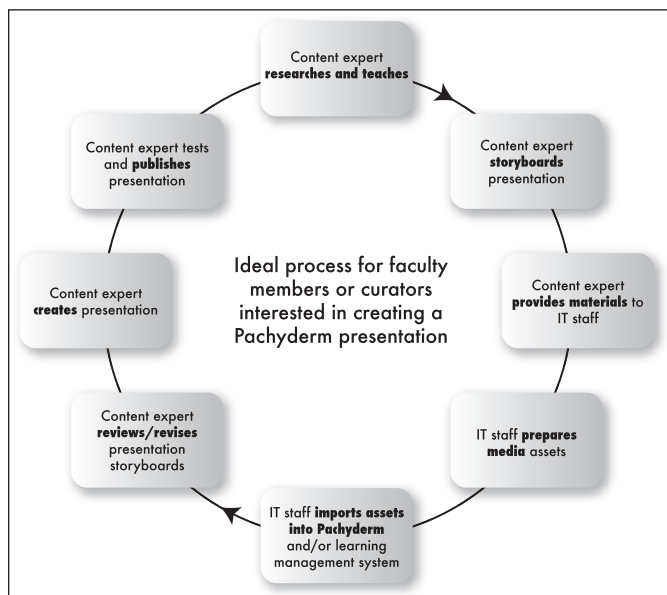 Content expert
researches and teaches
Content expert
storyboards
presentation
Content expert
provides materials to
IT staff
IT staff prepares
media assets
IT staff imports assets
into Pachyderm
and/or learning
management system
Content expert
reviews/revises
presentation
storyboards
Content expert
creates presentation
Content expert tests
and publishes
presentation
Ideal process for faculty
members or curators
interested in creating a
Pachyderm presentation